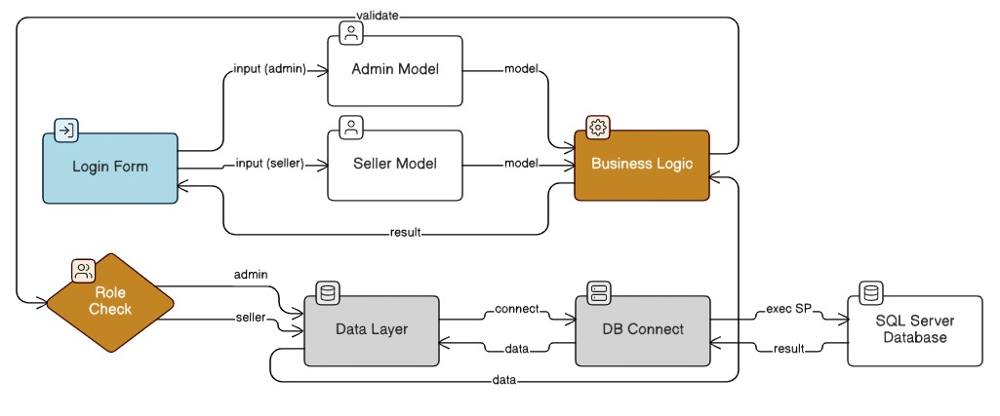 validate
input (admin)
Admin Model
model
Login Form
input (seller)
Seller Model
model
Business Logic
result
Role
Check
admin
seller
Data Layer
connect
data
DB Connect
exec SP
result
SQL Server
Database
data